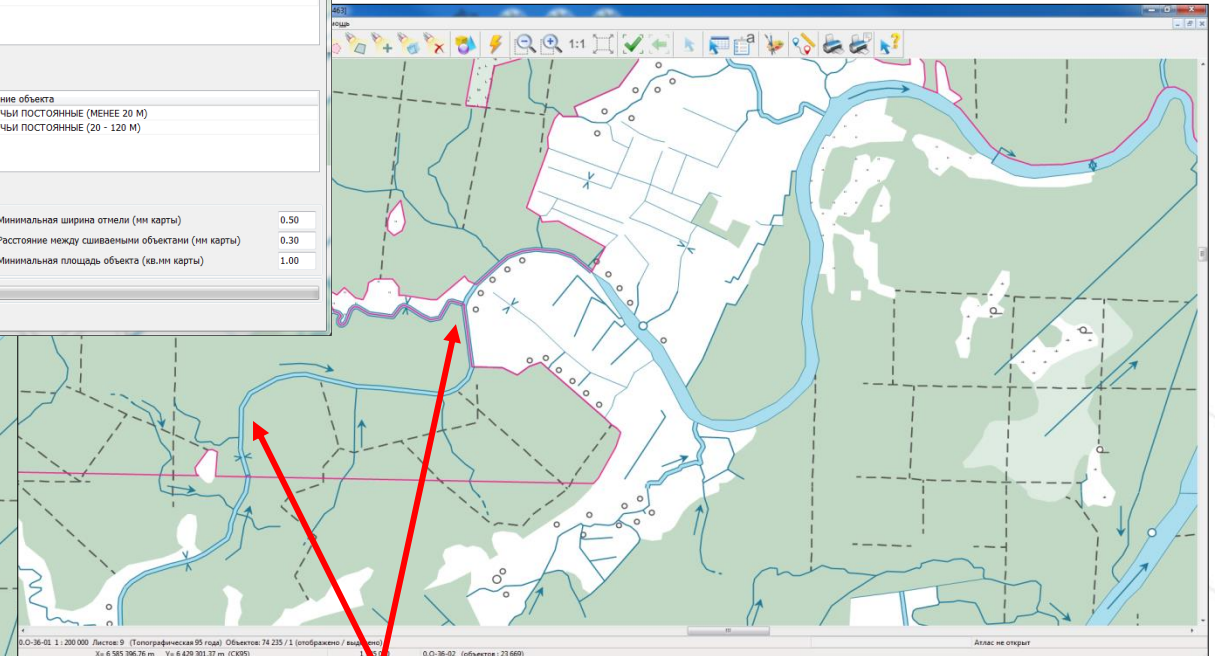 463]
ние объекта
ЧЬИ ПОСТОЯННЫЕ (МЕНЕЕ 20 М)
ЧЬИ ПОСТОЯННЫЕ (20 - 120 М)
Минимальная ширина отмели (мм карты) 0.50
Расстояние между сшиваемыми объектами (мм карты) 0.30
Минимальная площадь объекта (кв.мм карты) 1.00
1:1
a
?
0.O-36-01 1 : 200 000 Листов: 9 (Топографическая 95 года) Объектов: 74 235 / 1 (отображено / выделено) Атлас не открыт
X= 6 585 396.76 m Y= 6 429 301.37 m (СК95) 0.O-36-02 (объектов : 23 669)